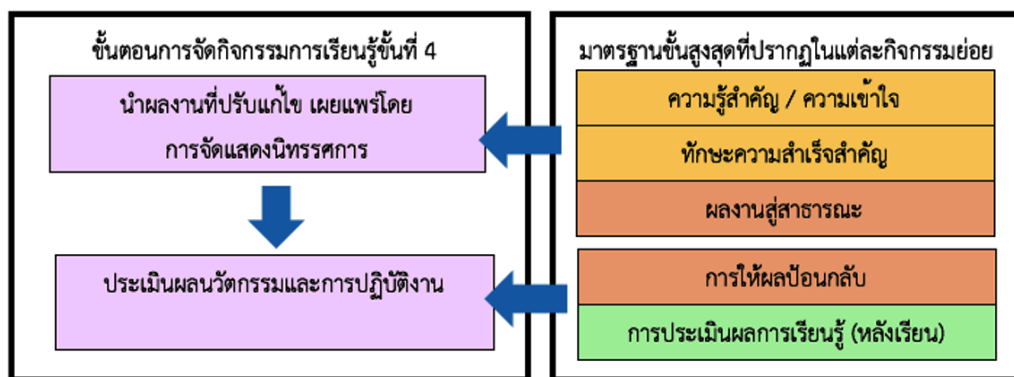 ขั้นตอนการจัดกิจกรรมการเรียนรู้ขั้นที่ 4
นำผลงานที่ปรับแก้ไข เผยแพร่โดย
การจัดแสดงนิทรรศการ
ประเมินผลนวัตกรรมและการปฏิบัติงาน
มาตรฐานขั้นสูงสุดที่ปรากฏในแต่ละกิจกรรมย่อย
ความรู้สำคัญ / ความเข้าใจ
ทักษะความสำเร็จสำคัญ
ผลงานสู่สาธารณะ
การให้ผลป้อนกลับ
การประเมินผลการเรียนรู้ (หลังเรียน)